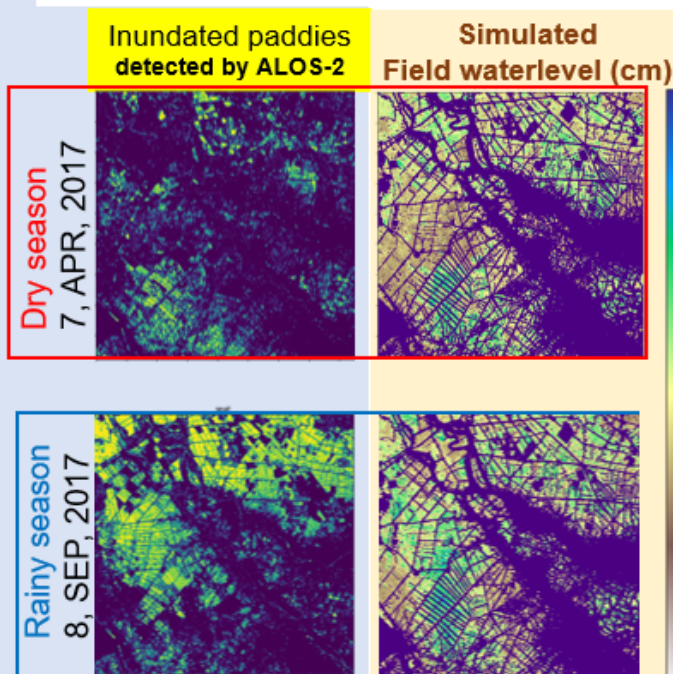 Inundated paddies
detected by ALOS-2
Simulated
Field waterlevel (cm)
Dry season
7, APR, 2017
Rainy season
8, SEP, 2017